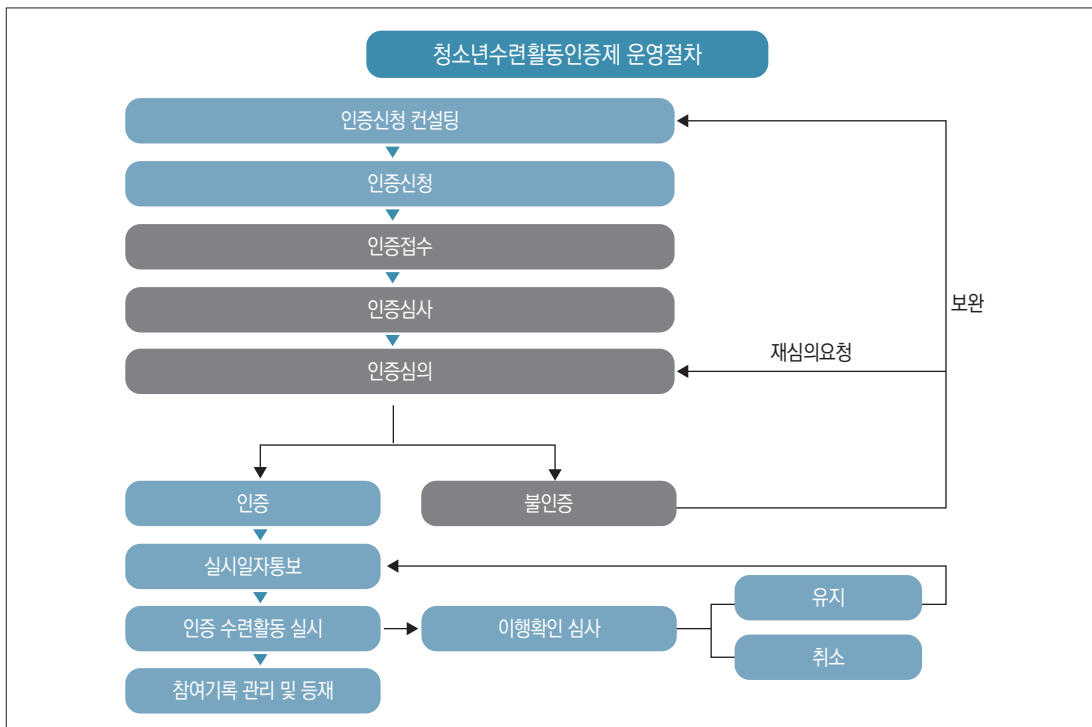 청소년수련활동인증제 운영절차
인증신청 컨설팅
인증신청
인증접수
인증심사
보완
재심의요청
인증심의
인증
불인증
실시일자통보
유지
인증 수련활동 실시
이행확인 심사
취소
참여기록 관리 및 등재